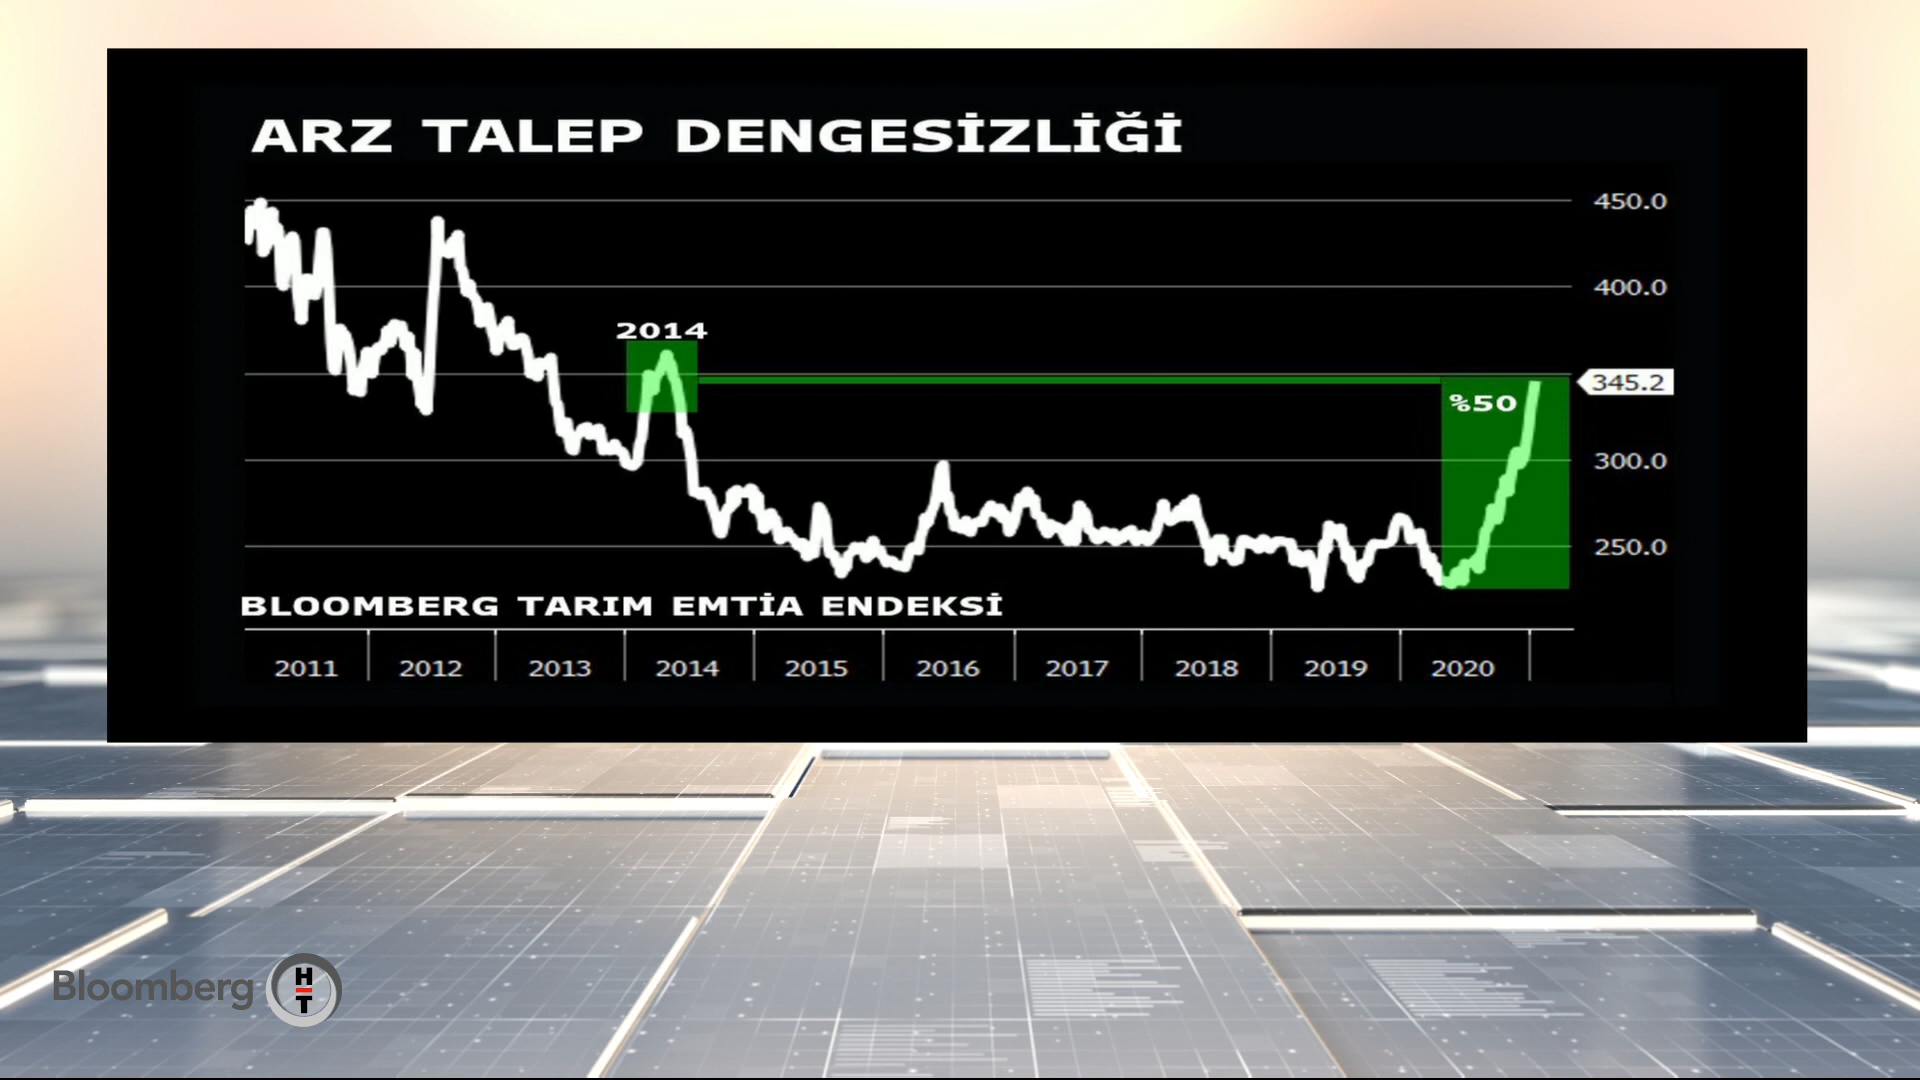 ARZ TALEP DENGESİZLİĞİ
450.0
400.0
2014
345.2
%50
300.0
250.0
BLOOMBERG TARIM EMTİA ENDEKSİ
2011 2012 2013 2014 2015 2016 2017 2018 2019 2020
Bloomberg HT